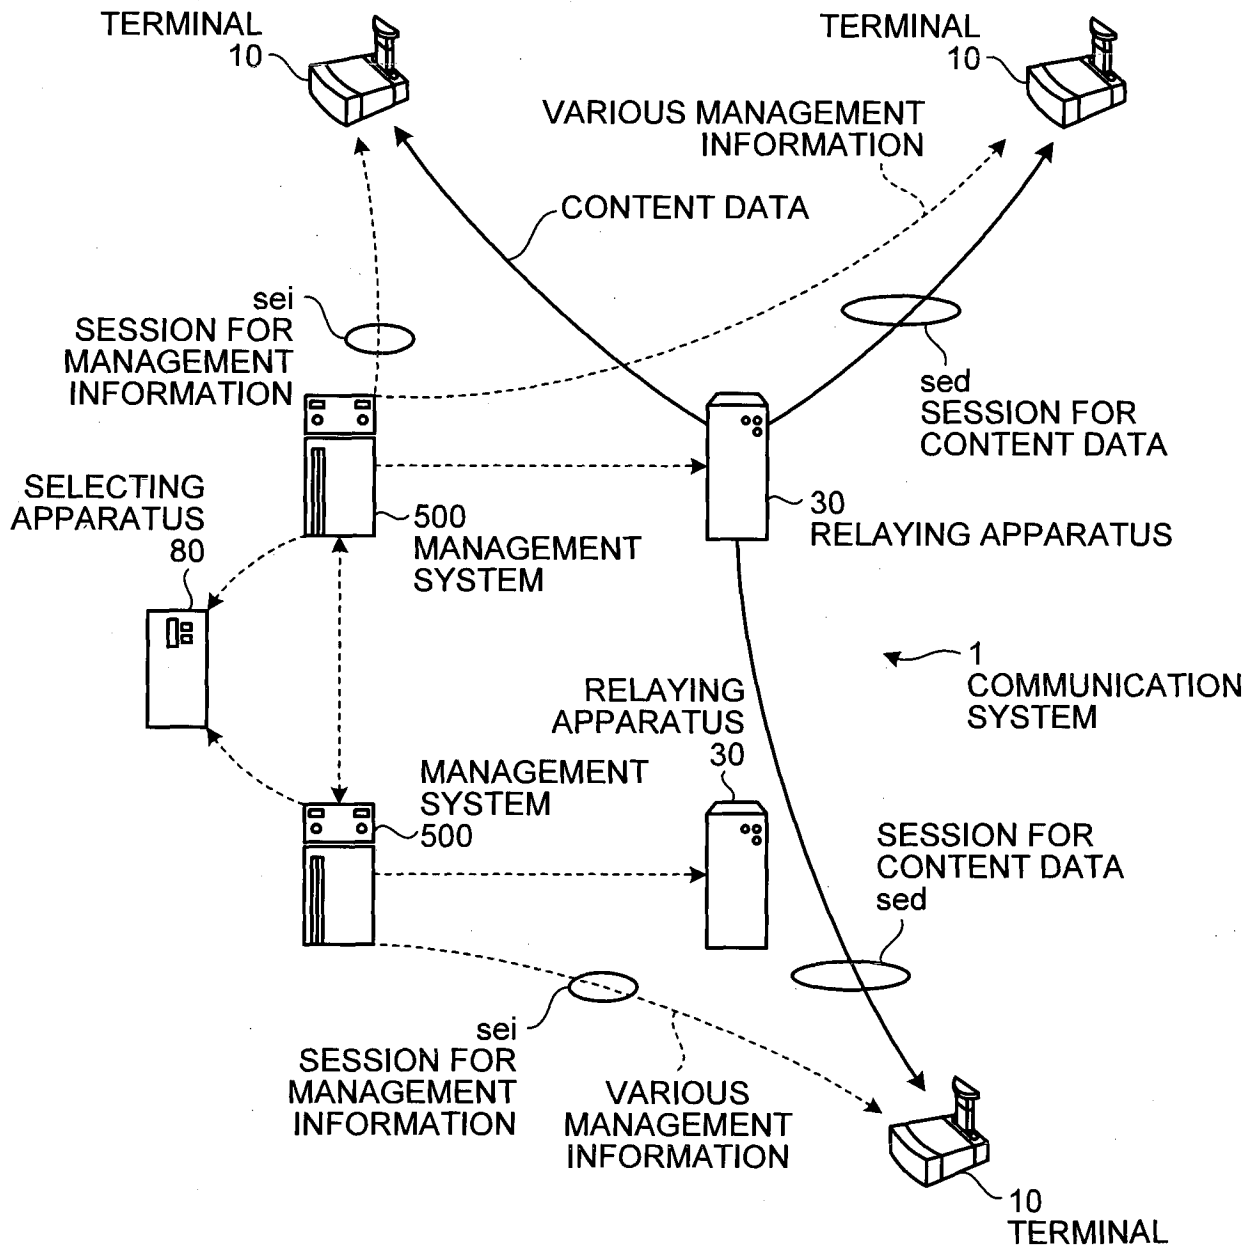 TERMINAL
10
TERMINAL
10
VARIOUS MANAGEMENT
INFORMATION
CONTENT DATA
sei
SESSION FOR
MANAGEMENT
INFORMATION
sed
SESSION FOR
CONTENT DATA
SELECTING
APPARATUS
80
500
MANAGEMENT
SYSTEM
30
RELAYING APPARATUS
1
COMMUNICATION
SYSTEM
RELAYING
APPARATUS
30
MANAGEMENT
SYSTEM
500
SESSION FOR
CONTENT DATA
sed
sei
SESSION FOR
MANAGEMENT
INFORMATION
VARIOUS
MANAGEMENT
INFORMATION
10
TERMINAL